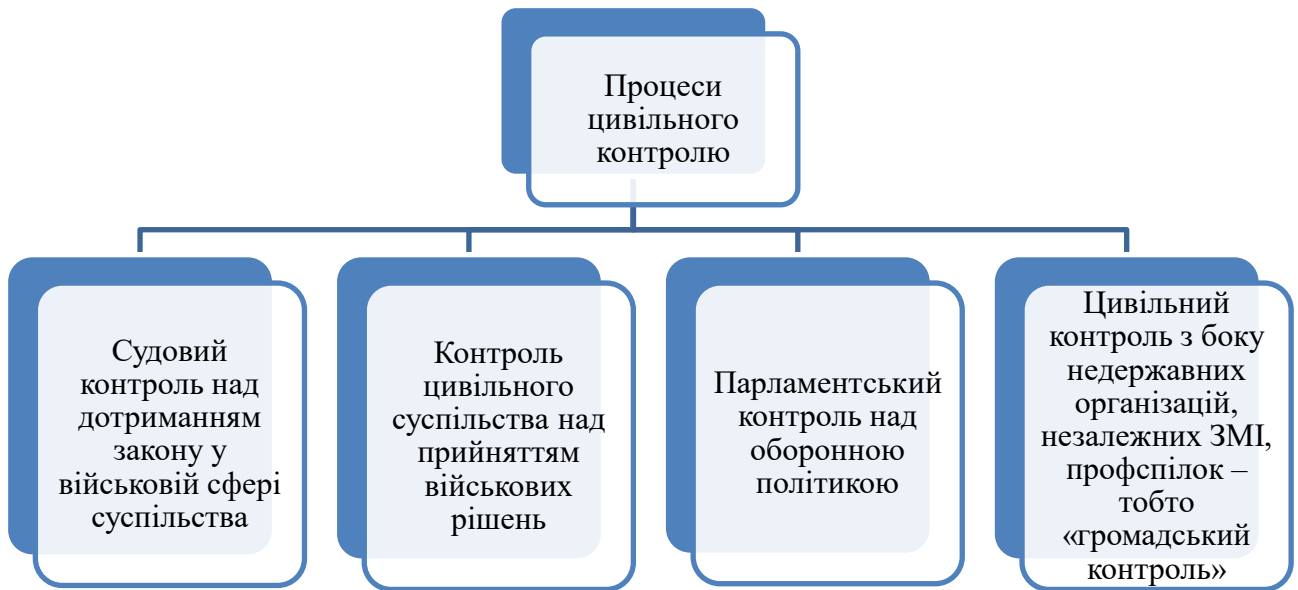 Процеси
цивільного
контролю
Судовий
контроль над
дотриманням
закону у
військовій сфері
суспільства
Контроль
цивільного
суспільства над
прийняттям
військових
рішень
Парламентський
контроль над
оборонною
політикою
Цивільний
контроль з боку
недержавних
організацій,
незалежних ЗМІ,
профспілок –
тобто
«громадський
контроль»